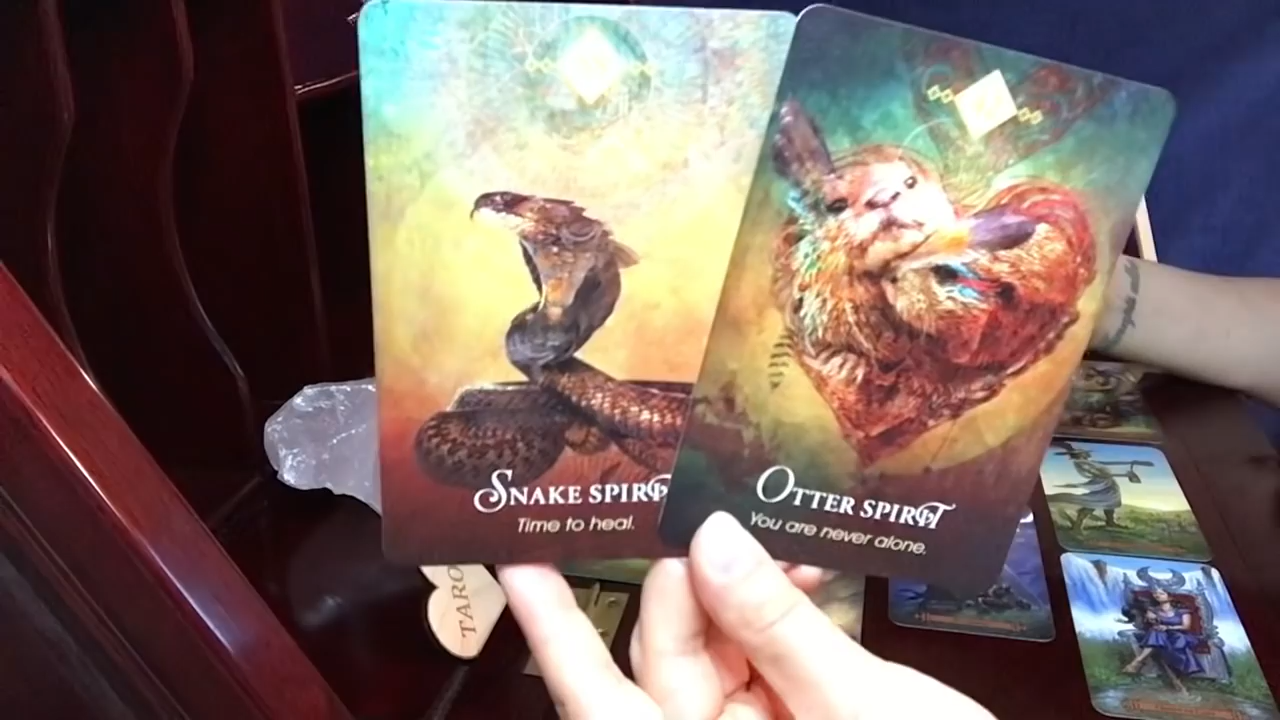 SNAKE SPIRIT
Time to heal.
OTTER SPIRIT
You are never alone.
TARO